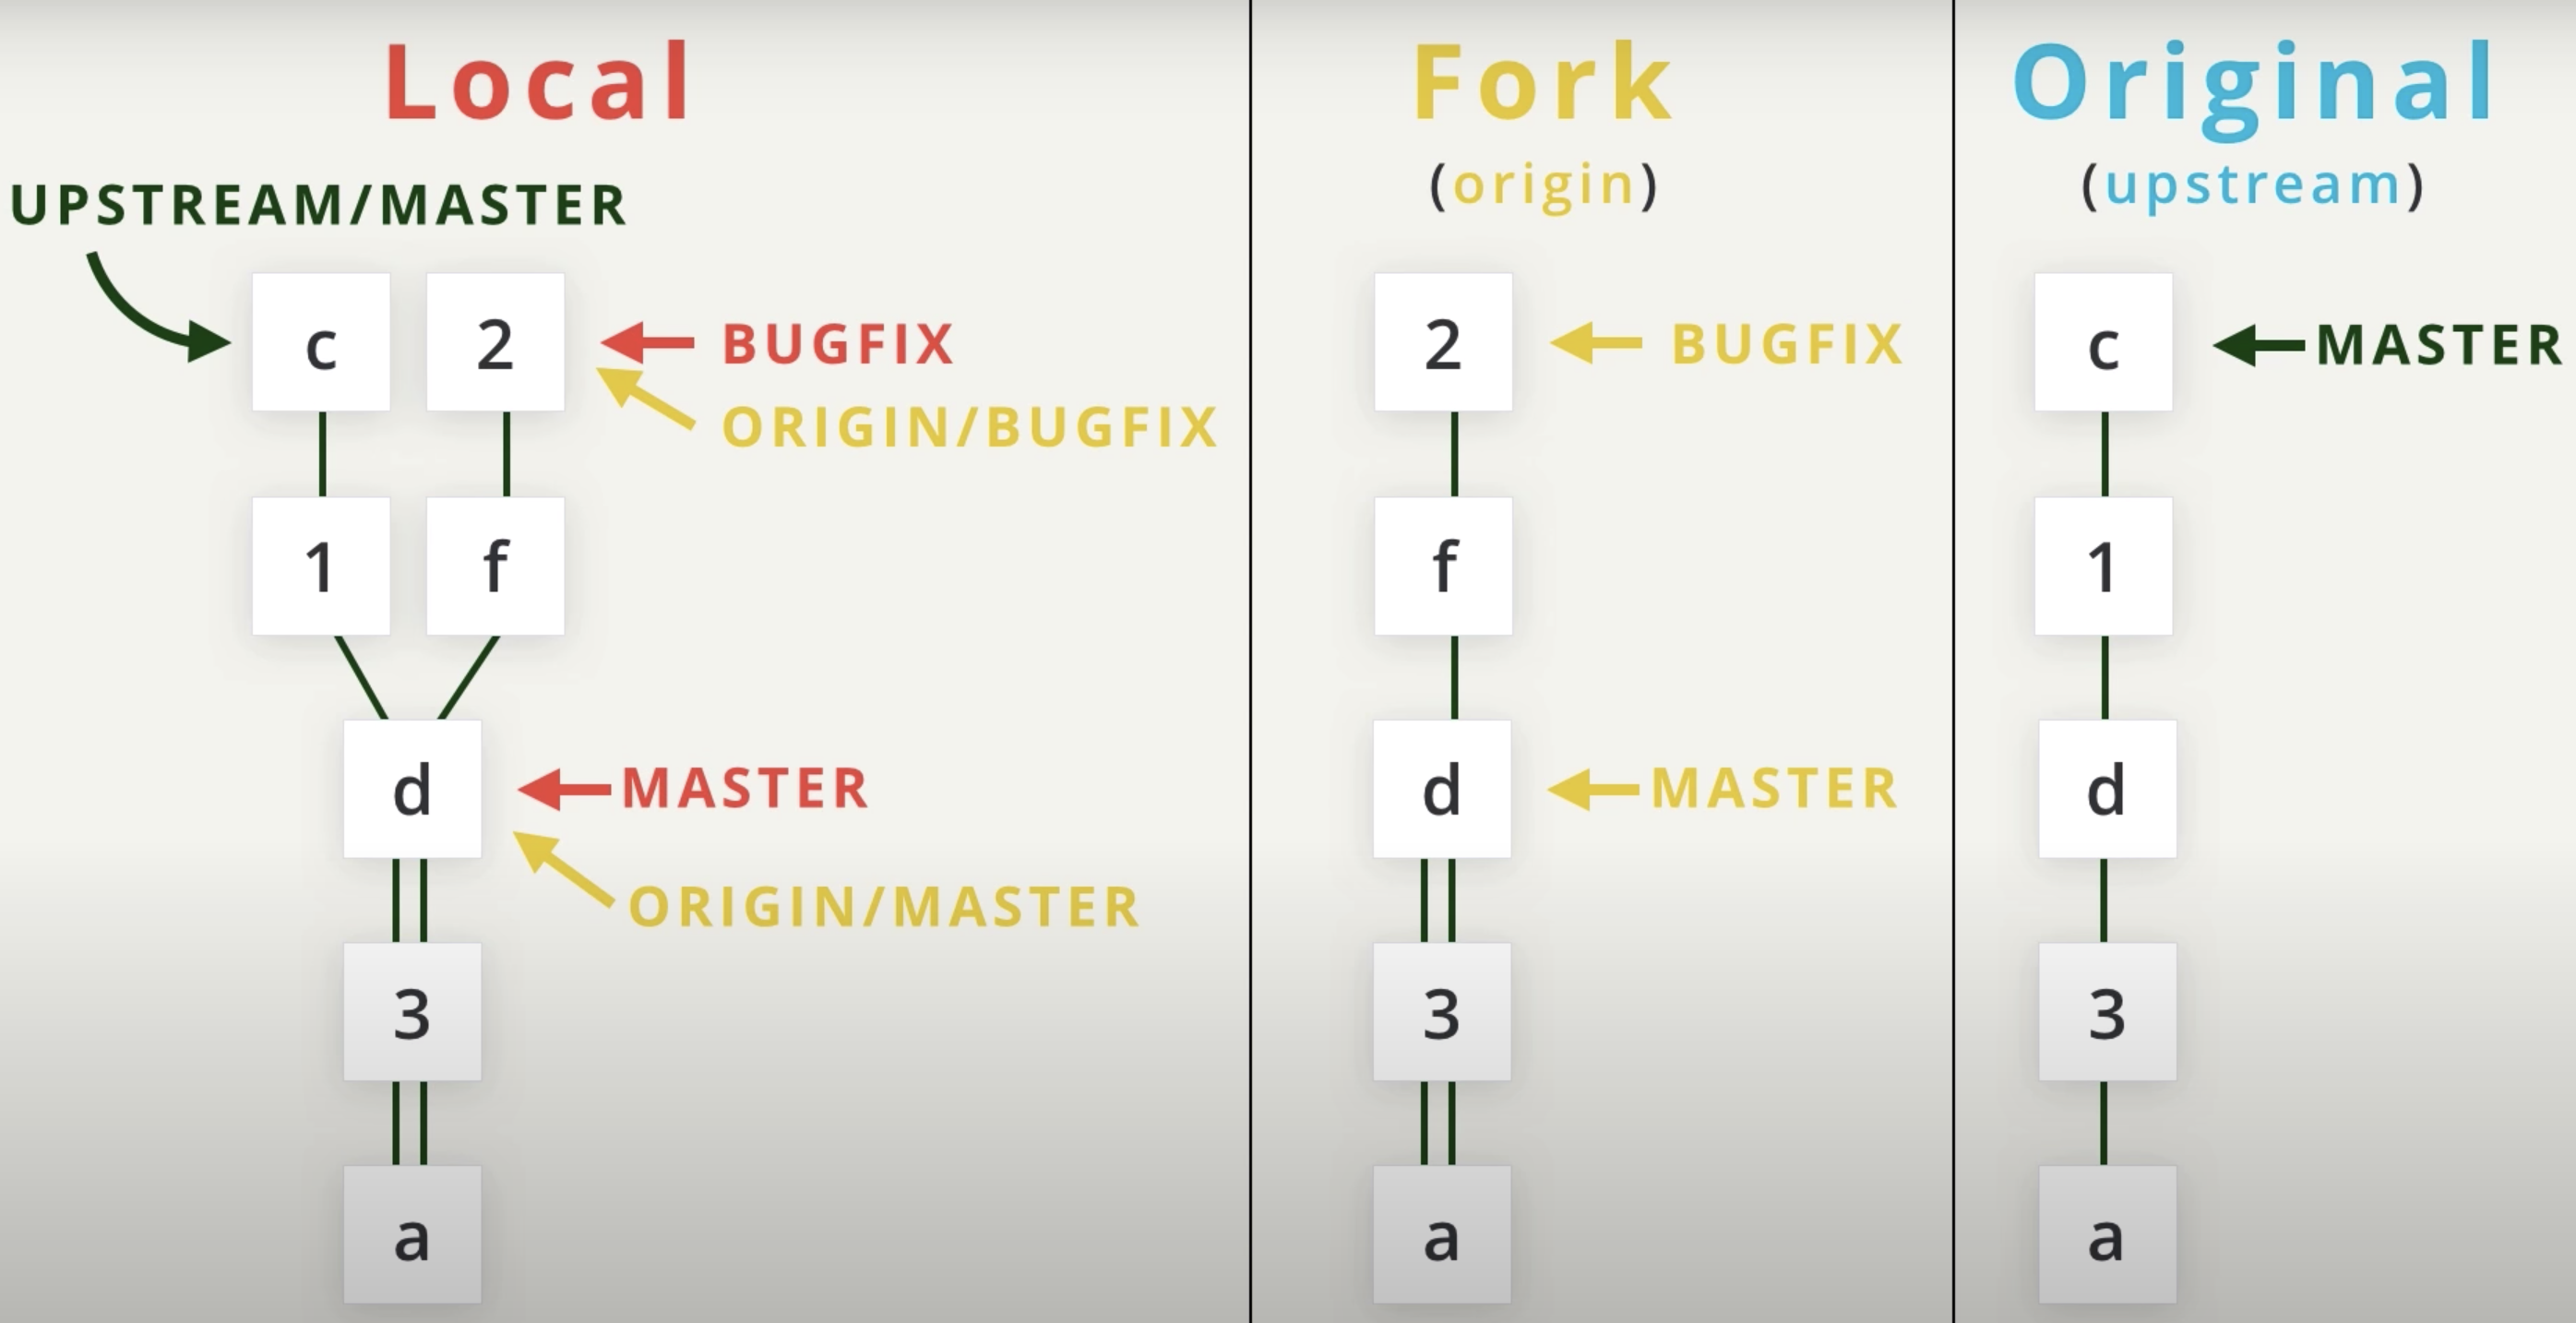 Local
UPSTREAM/MASTER
c
2
BUGFIX
ORIGIN/BUGFIX
1
f
d
MASTER
ORIGIN/MASTER
3
a
Fork
(origin)
2
BUGFIX
f
d
MASTER
3
a
Original
(upstream)
c
MASTER
1
d
3
a